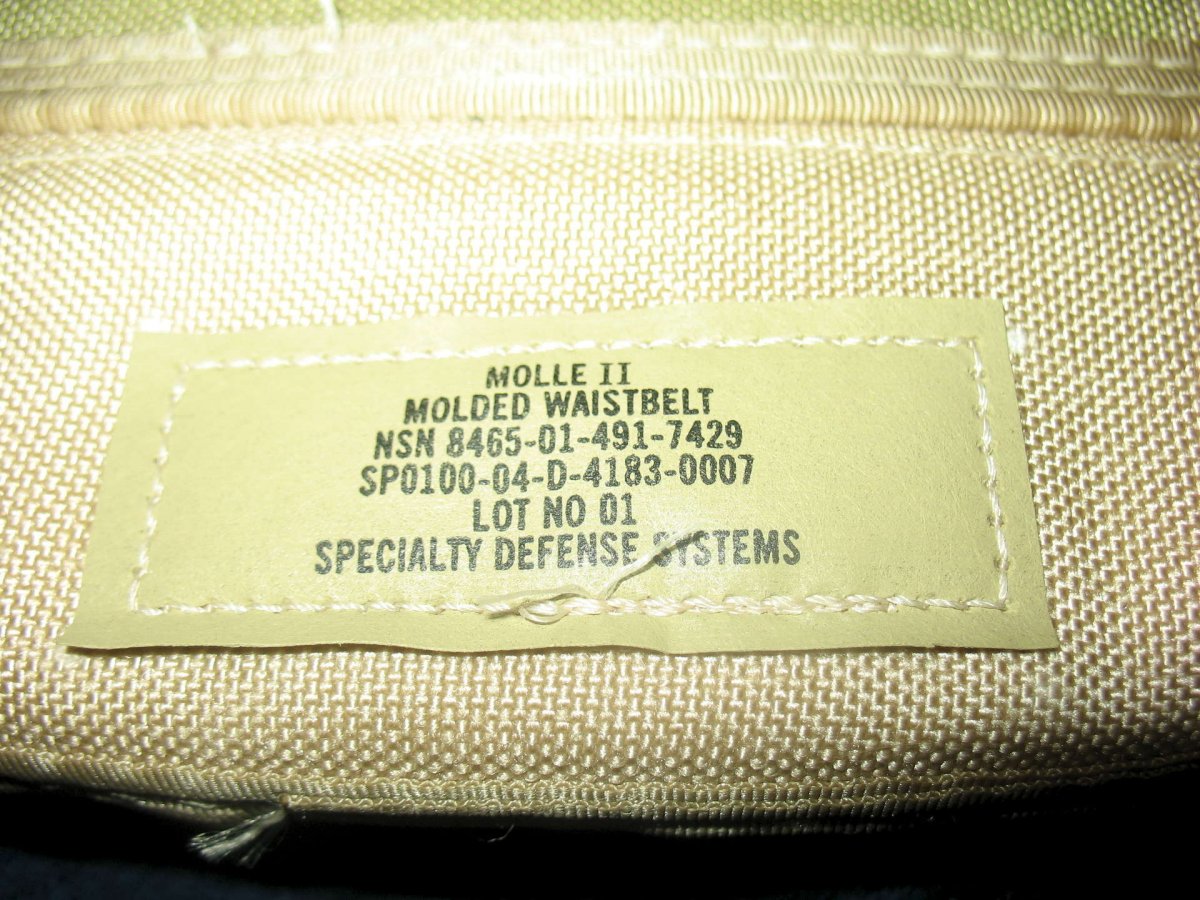 MOLLE II
MOLDED WAISTBELT
NSN 8465-01-491-7429
SP0100-04-D-4183-0007
LOT NO 01
SPECIALTY DEFENSE SYSTEMS